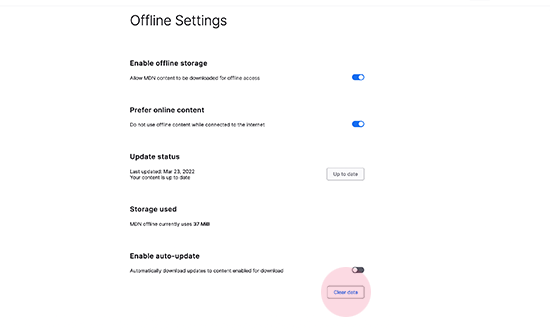 Offline Settings
Enable offline storage
Allow MDN content to be downloaded for offline access
Prefer online content
Do not use offline content while connected to the internet
Update status
Last updated: Mar 23, 2022
Your content is up to date
Up to date
Storage used
MDN offline currently uses 37 MiB
Enable auto-update
Automatically download updates to content enabled for download
Clear data